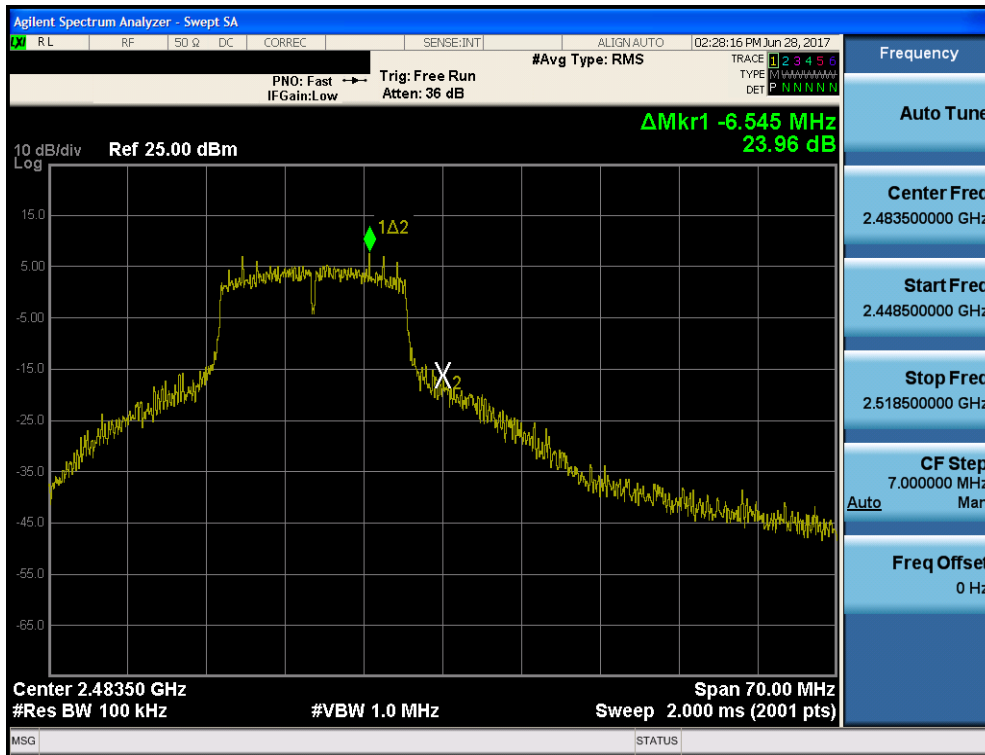 Agilent Spectrum Analyzer - Swept SA
LXI RL RF 50 Ω DC CORREC SENSE:INT ALIGN AUTO 02:28:16 PM Jun 28, 2017
#Avg Type: RMS TRACE 1 2 3 4 5 6
PNO: Fast Trig: Free Run TYPE M
IFGain:Low Atten: 36 dB DET P N N N N N
ΔMkr1 -6.545 MHz
23.96 dB
10 dB/div Ref 25.00 dBm
Log
15.0
1Δ2
5.00
-5.00
-15.0
X2
-25.0
-35.0
-45.0
-55.0
-65.0
Center 2.48350 GHz Span 70.00 MHz
#Res BW 100 kHz #VBW 1.0 MHz Sweep 2.000 ms (2001 pts)
MSG STATUS
Frequency
Auto Tune
Center Freq
2.483500000 GHz
Start Freq
2.448500000 GHz
Stop Freq
2.518500000 GHz
CF Step
7.000000 MHz
Auto Man
Freq Offset
0 Hz